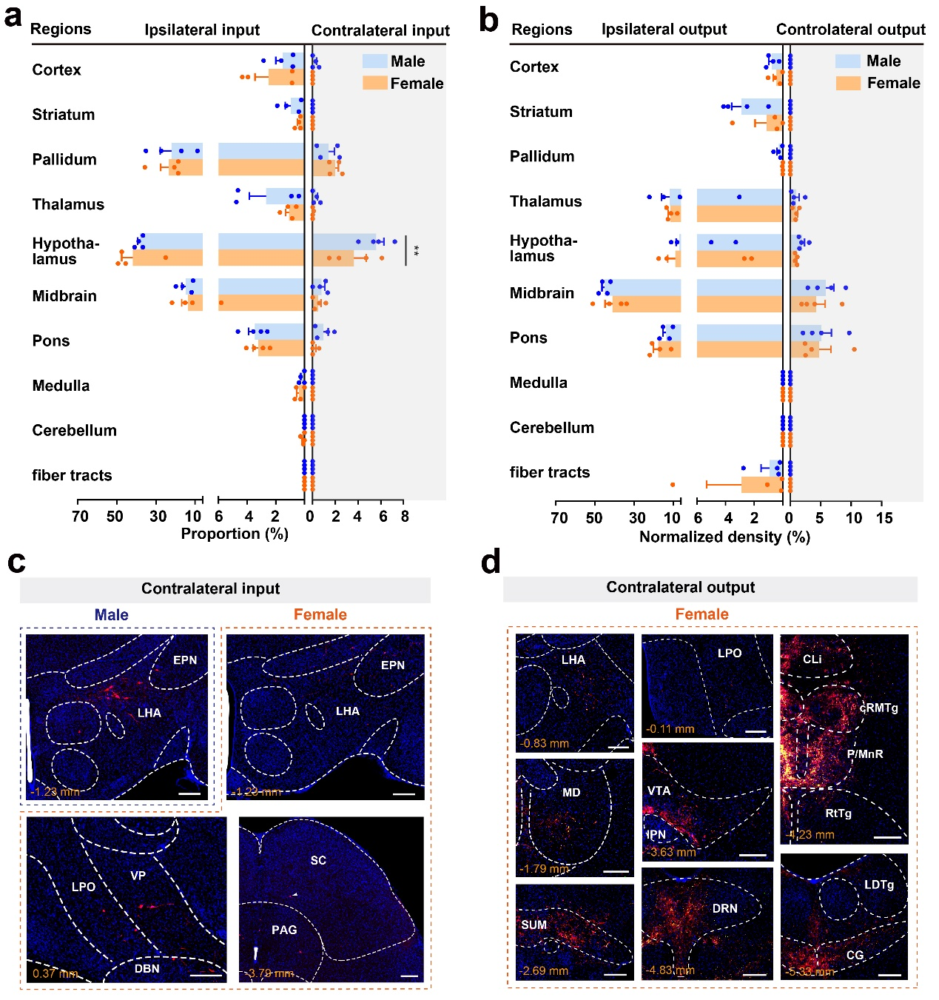 a
Regions Ipsilateral input Contralateral input
Male
Female
Cortex
Striatum
Pallidum
Thalamus
Hypotha-
lamus
**
Midbrain
Pons
Medulla
Cerebellum
fiber tracts
70 50 30 10 6 4 2 0 2 4 6 8
Proportion (%)
b
Regions Ipsilateral output Controlateral output
Male
Female
Cortex
Striatum
Pallidum
Thalamus
Hypotha-
lamus
Midbrain
Pons
Medulla
Cerebellum
fiber tracts
70 50 30 10 6 4 2 0 5 10 15
Normalized density (%)
c
Contralateral input
Male Female
EPN
LHA
-1.23 mm
EPN
LHA
-1.23 mm
LPO
VP
DBN
0.37 mm
SC
PAG
-3.79 mm
d
Contralateral output
Female
LHA
-0.83 mm
LPO
-0.11 mm
CLi
cRMTg
P/MnR
RtTg
-4.23 mm
MD
-1.79 mm
VTA
IPN
-3.63 mm
SUM
-2.69 mm
DRN
-4.83 mm
LDTg
CG
-5.33 mm